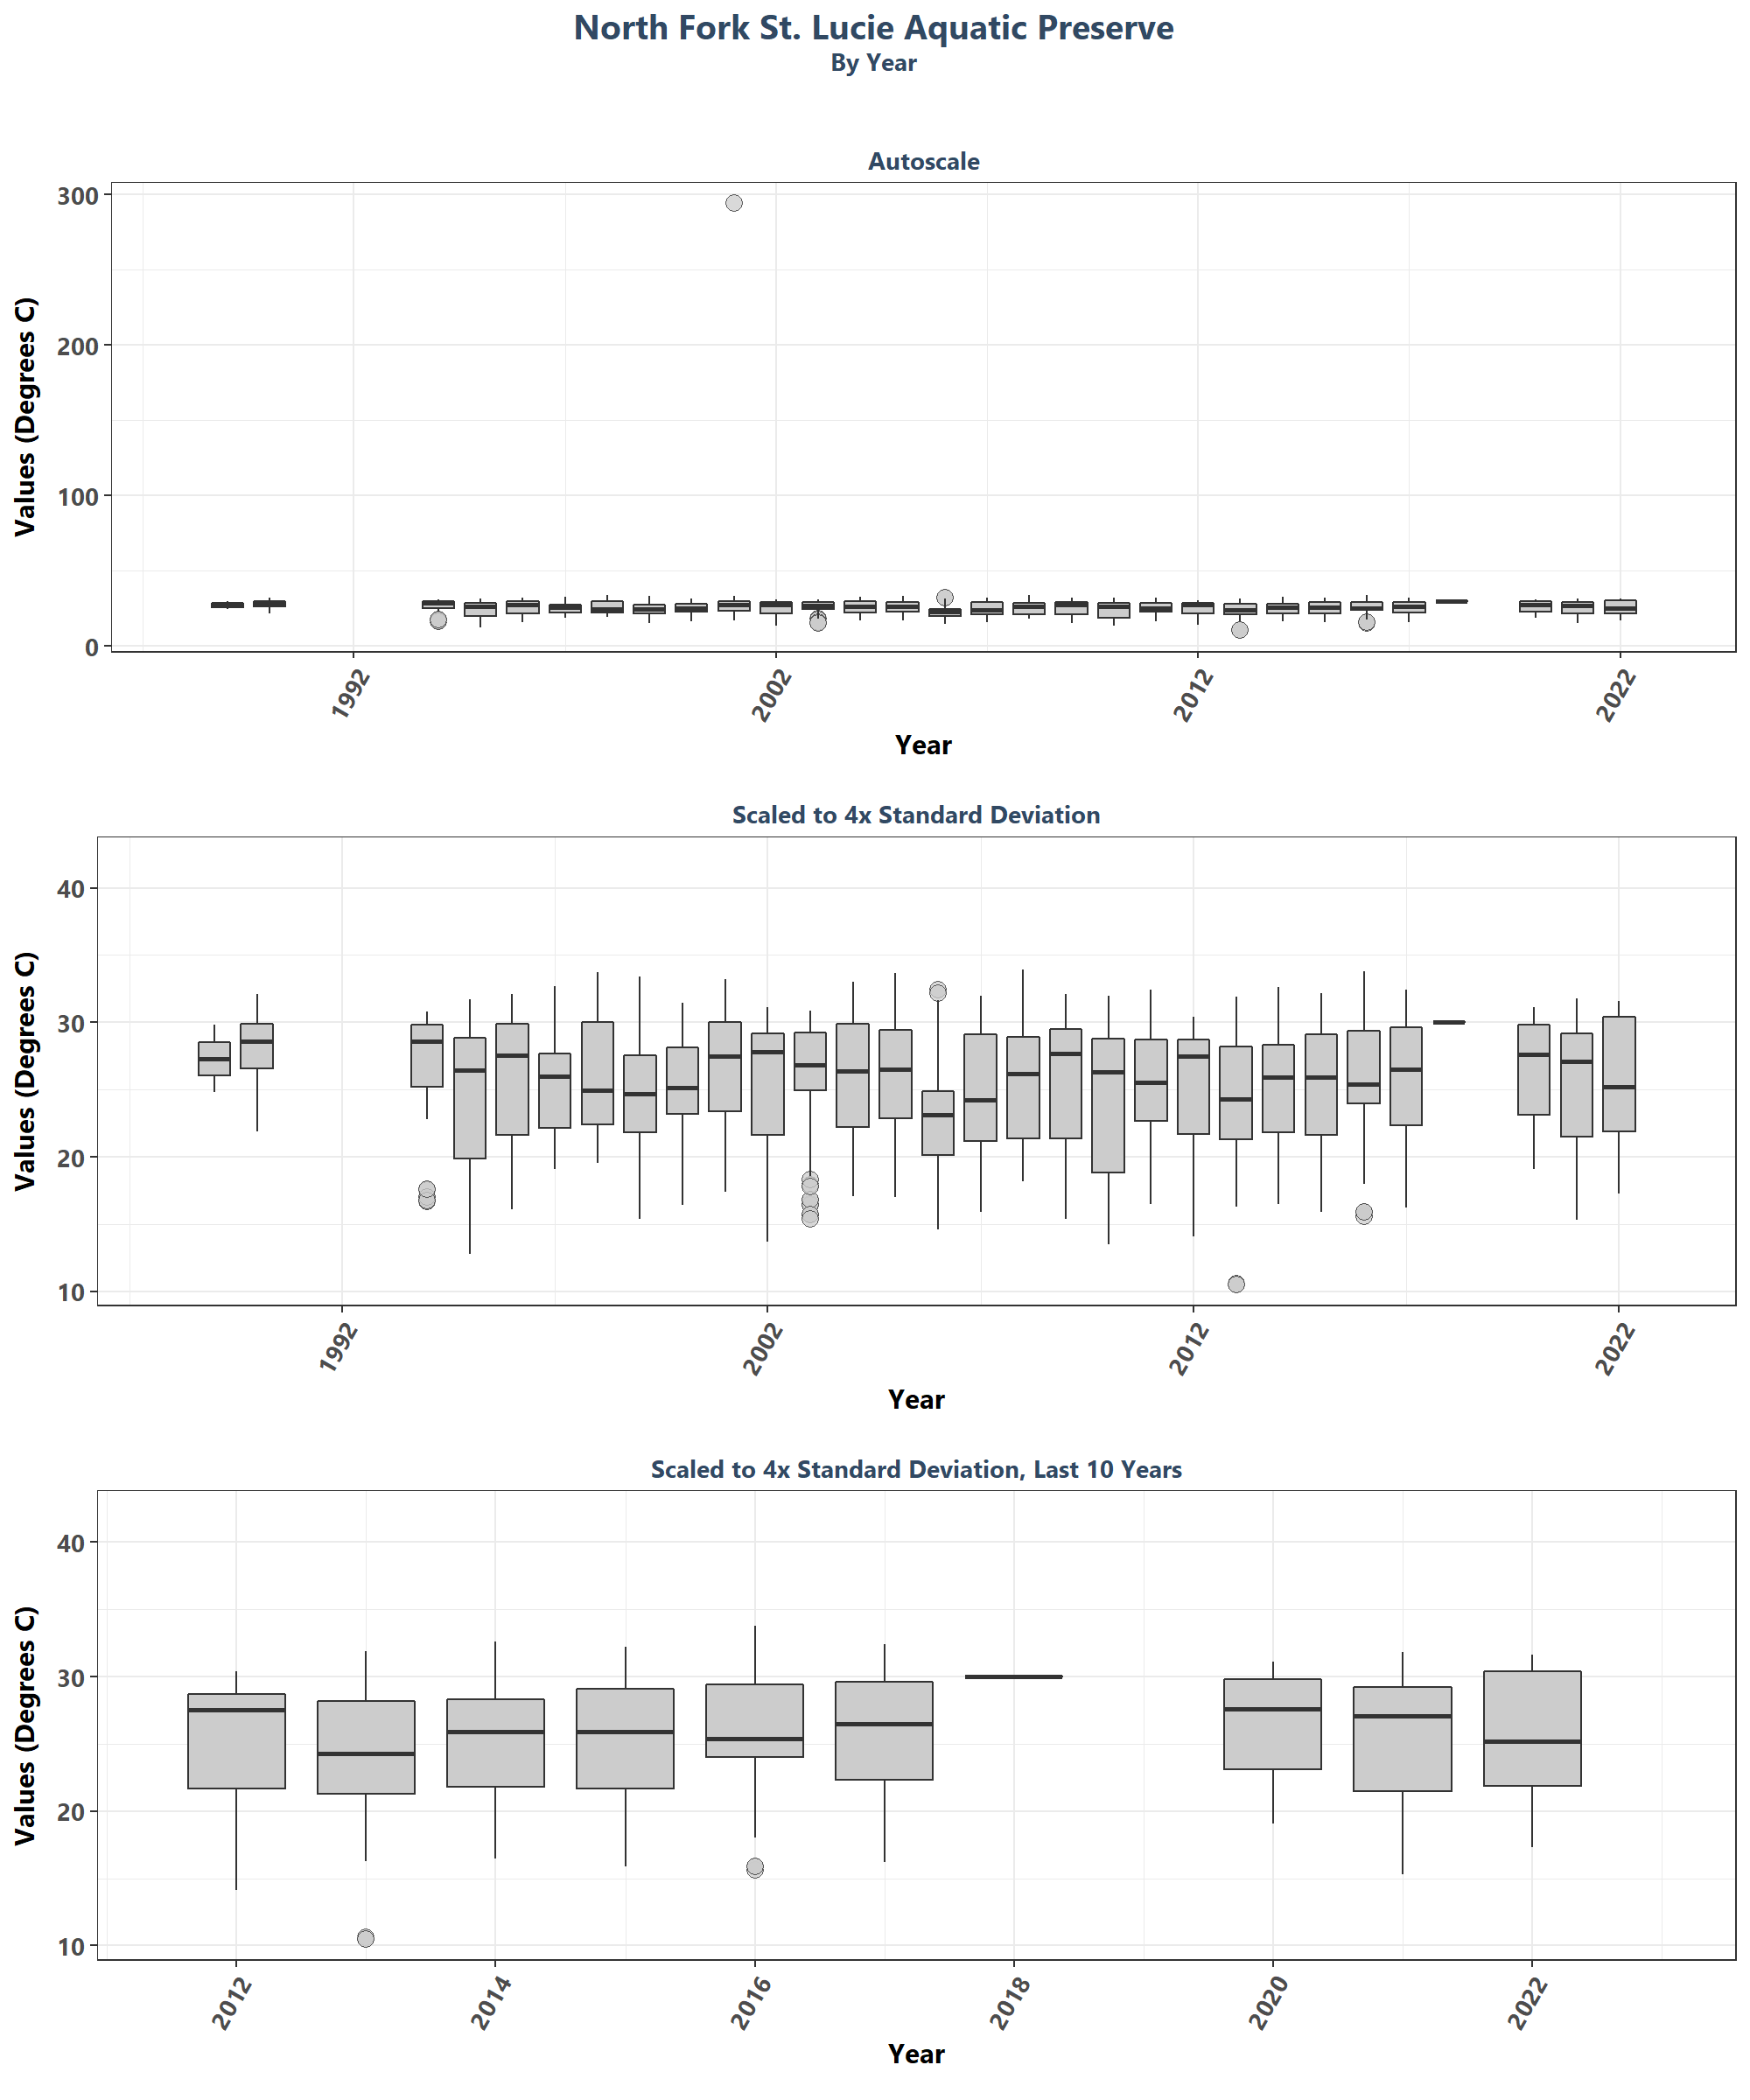 North Fork St. Lucie Aquatic Preserve
By Year
Autoscale
Values (Degrees C)
300
200
100
0
1992
2002
2012
2022
Year
Scaled to 4x Standard Deviation
Values (Degrees C)
40
30
20
10
1992
2002
2012
2022
Year
Scaled to 4x Standard Deviation, Last 10 Years
Values (Degrees C)
40
30
20
10
2012
2014
2016
2018
2020
2022
Year